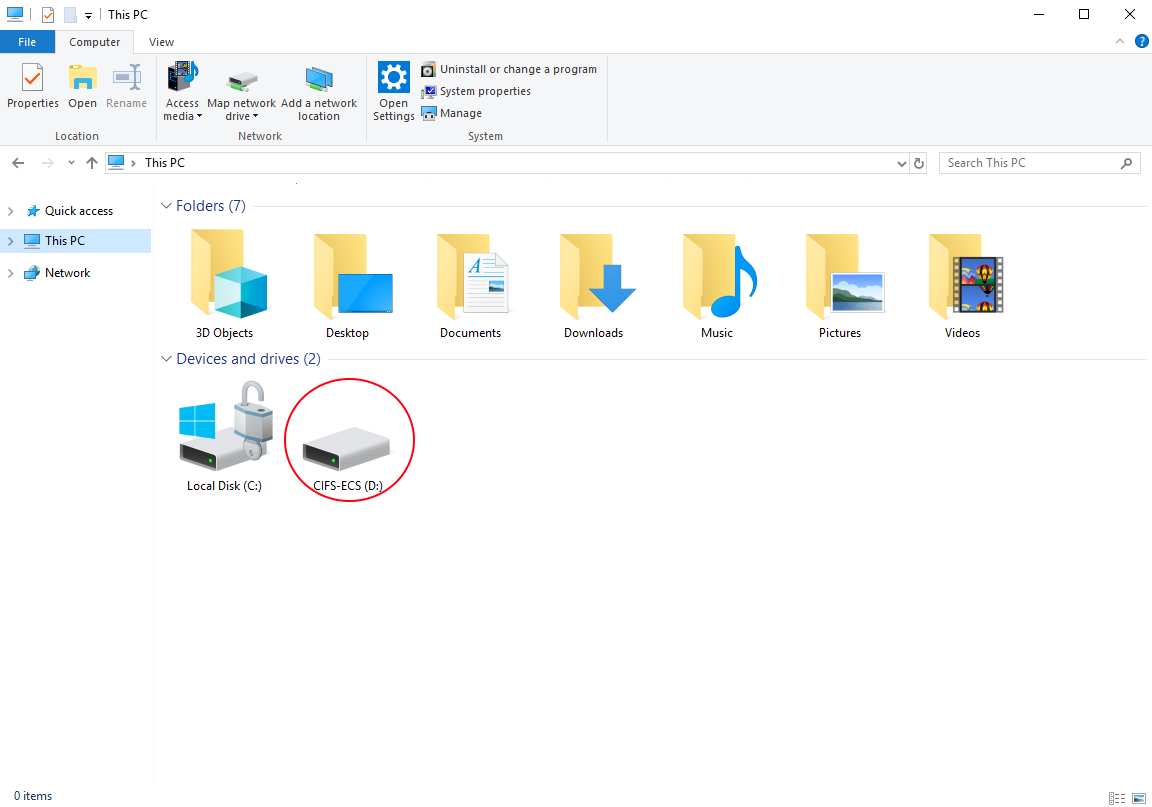 This PC
File
Computer
View
?
Properties
Open
Rename
Access media
Map network drive
Add a network location
Open Settings
Uninstall or change a program
System properties
Manage
Location
Network
System
This PC
Search This PC
Quick access
This PC
Network
Folders (7)
3D Objects
Desktop
Documents
Downloads
Music
Pictures
Videos
Devices and drives (2)
Local Disk (C:)
CIFS-ECS (D:)
0 items